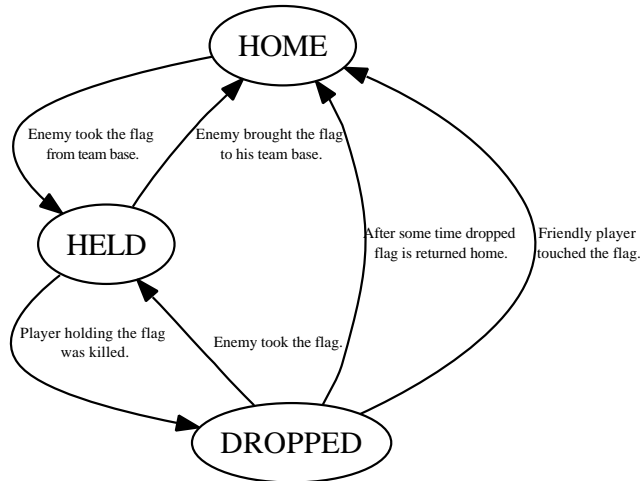 HOME
Enemy took the flag
from team base.
Enemy brought the flag
to his team base.
HELD
After some time dropped
flag is returned home.
Friendly player
touched the flag.
Player holding the flag
was killed.
Enemy took the flag.
DROPPED